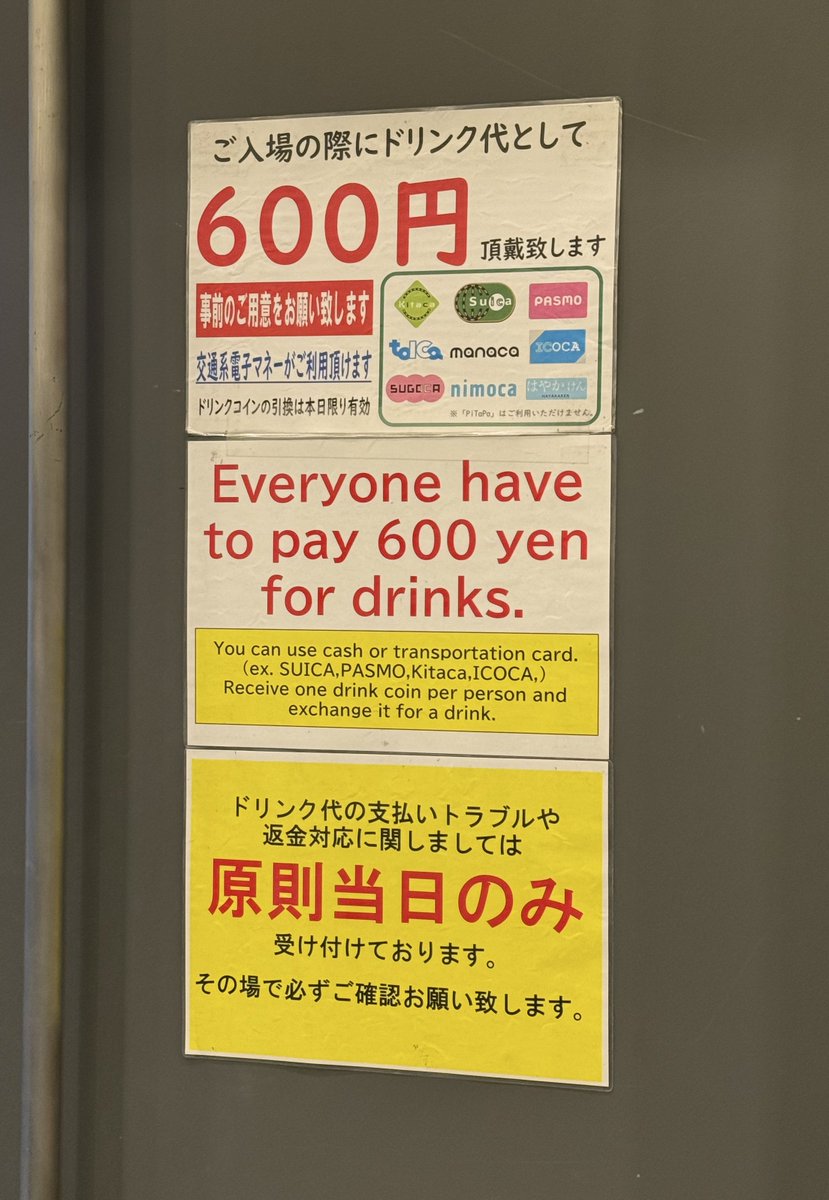 ご入場の際にドリンク代として
600円 頂戴致します
事前のご用意をお願い致します
交通系電子マネーがご利用頂けます
ドリンクコインの引換は本日限り有効
Kitaca Suica PASMO
TOICa manaca ICOCA
SUGOCA nimoca はやかけん
HAYAKAKEN
※「PiTaPa」はご利用いただけません。
Everyone have
to pay 600 yen
for drinks.
You can use cash or transportation card.
(ex. SUICA,PASMO,Kitaca,ICOCA,)
Receive one drink coin per person and
exchange it for a drink.
ドリンク代の支払いトラブルや
返金対応に関しましては
原則当日のみ
受け付けております。
その場で必ずご確認お願い致します。